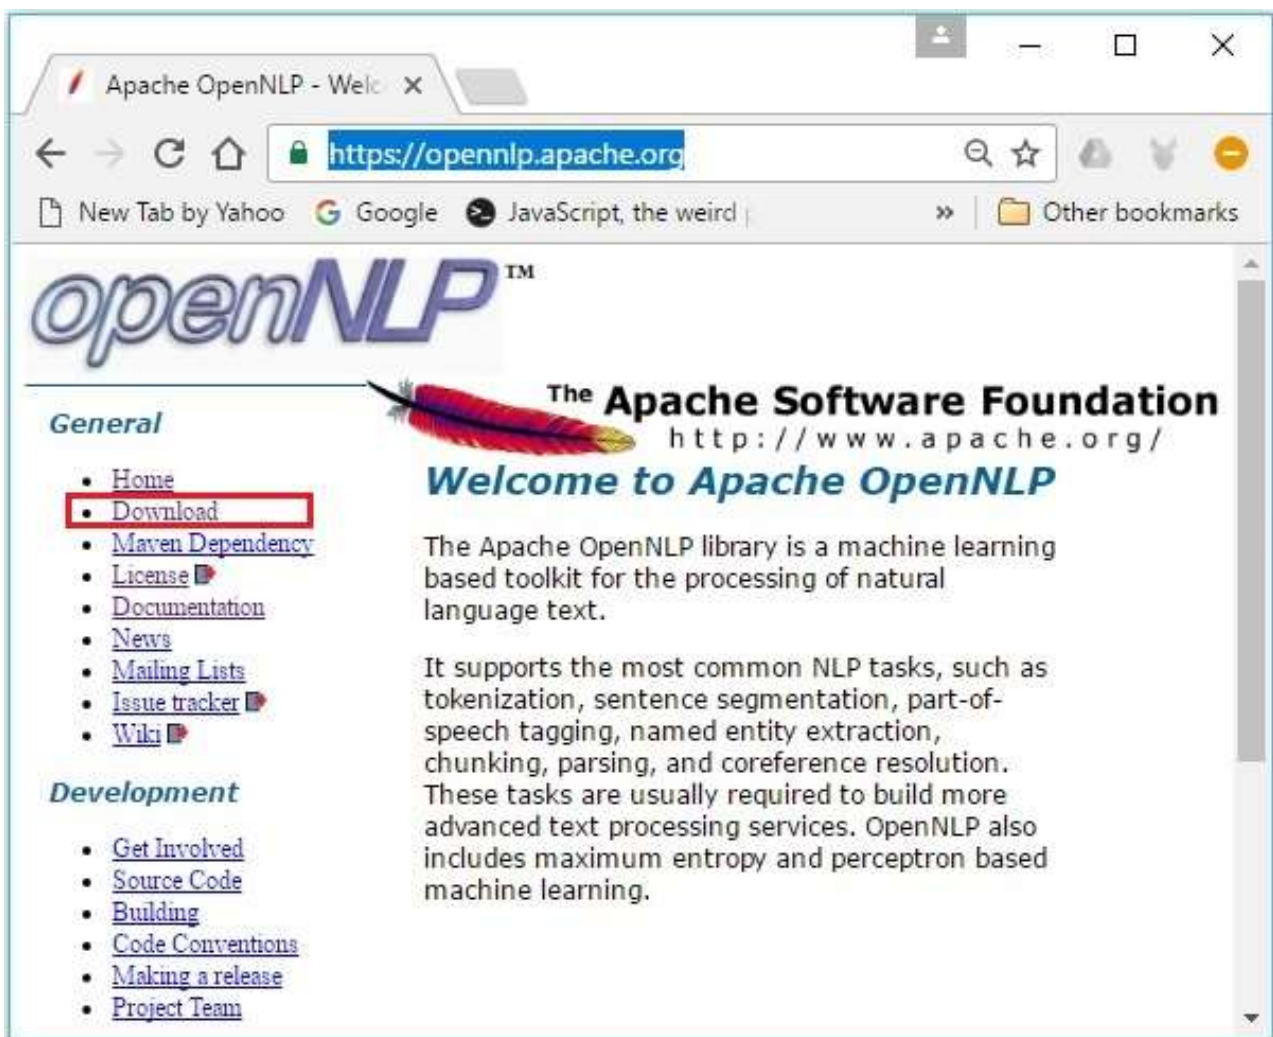 Apache OpenNLP - Welc
https://opennlp.apache.org
New Tab by Yahoo Google JavaScript, the weird » Other bookmarks
openNLP™
The Apache Software Foundation
http://www.apache.org/
General
Home
Download
Maven Dependency
License
Documentation
News
Mailing Lists
Issue tracker
Wiki
Development
Get Involved
Source Code
Building
Code Conventions
Making a release
Project Team
Welcome to Apache OpenNLP
The Apache OpenNLP library is a machine learning
based toolkit for the processing of natural
language text.
It supports the most common NLP tasks, such as
tokenization, sentence segmentation, part-of-
speech tagging, named entity extraction,
chunking, parsing, and coreference resolution.
These tasks are usually required to build more
advanced text processing services. OpenNLP also
includes maximum entropy and perceptron based
machine learning.